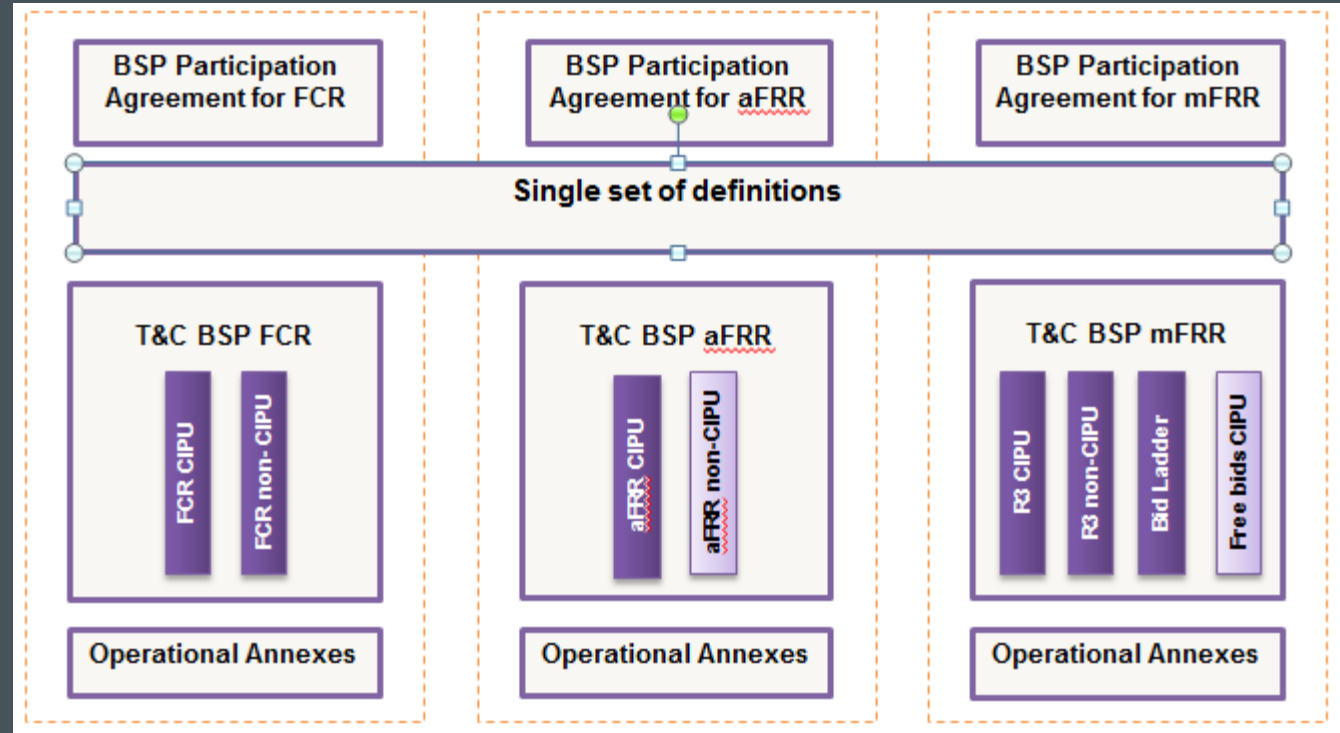 BSP Participation
Agreement for FCR
BSP Participation
Agreement for aFRR
BSP Participation
Agreement for mFRR
Single set of definitions
T&C BSP FCR
FCR CIPU
FCR non- CIPU
Operational Annexes
T&C BSP aFRR
aFRR CIPU
aFRR non-CIPU
Operational Annexes
T&C BSP mFRR
R3 CIPU
R3 non-CIPU
Bid Ladder
Free bids CIPU
Operational Annexes